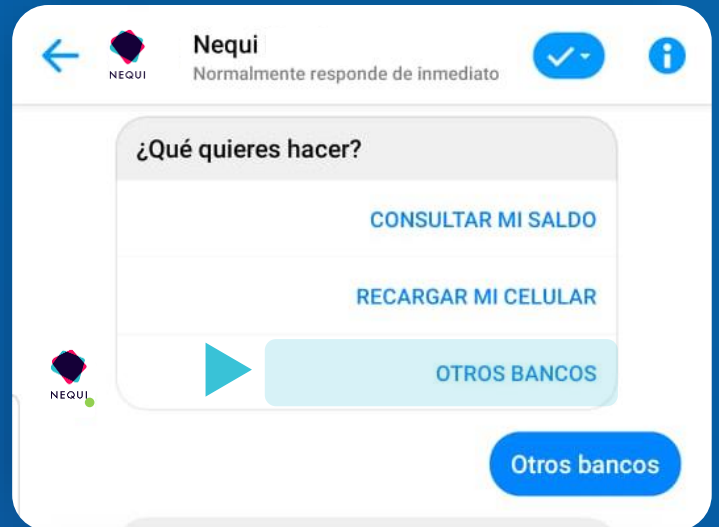 Nequi
NEQUI
Normalmente responde de inmediato
¿Qué quieres hacer?
CONSULTAR MI SALDO
RECARGAR MI CELULAR
OTROS BANCOS
NEQUI
Otros bancos